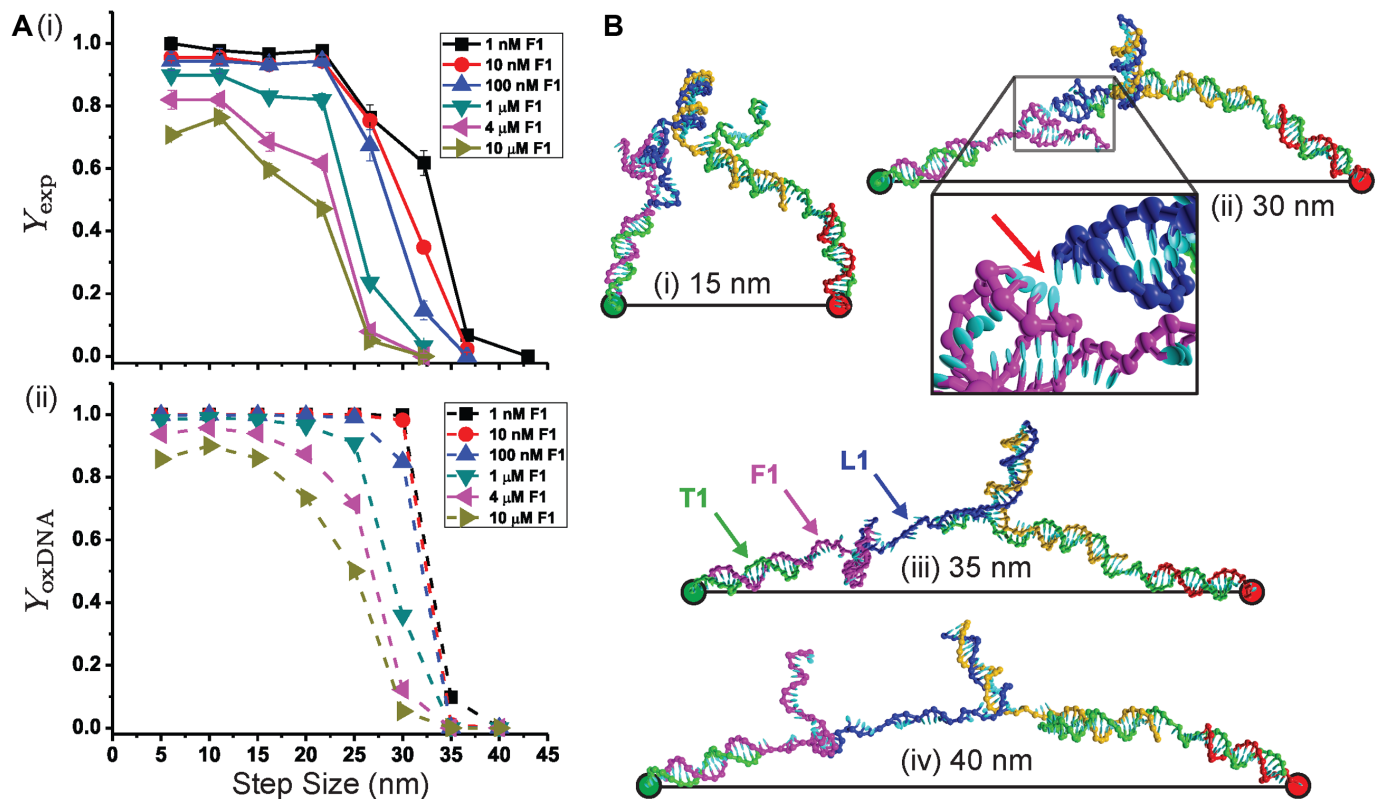 A (i)
Y_exp
1.0
0.8
0.6
0.4
0.2
0.0
1 nM F1
10 nM F1
100 nM F1
1 μM F1
4 μM F1
10 μM F1
(ii)
Y_oxDNA
1.0
0.8
0.6
0.4
0.2
0.0
1 nM F1
10 nM F1
100 nM F1
1 μM F1
4 μM F1
10 μM F1
0 5 10 15 20 25 30 35 40 45
Step Size (nm)
B
(i) 15 nm
(ii) 30 nm
T1
F1
L1
(iii) 35 nm
(iv) 40 nm